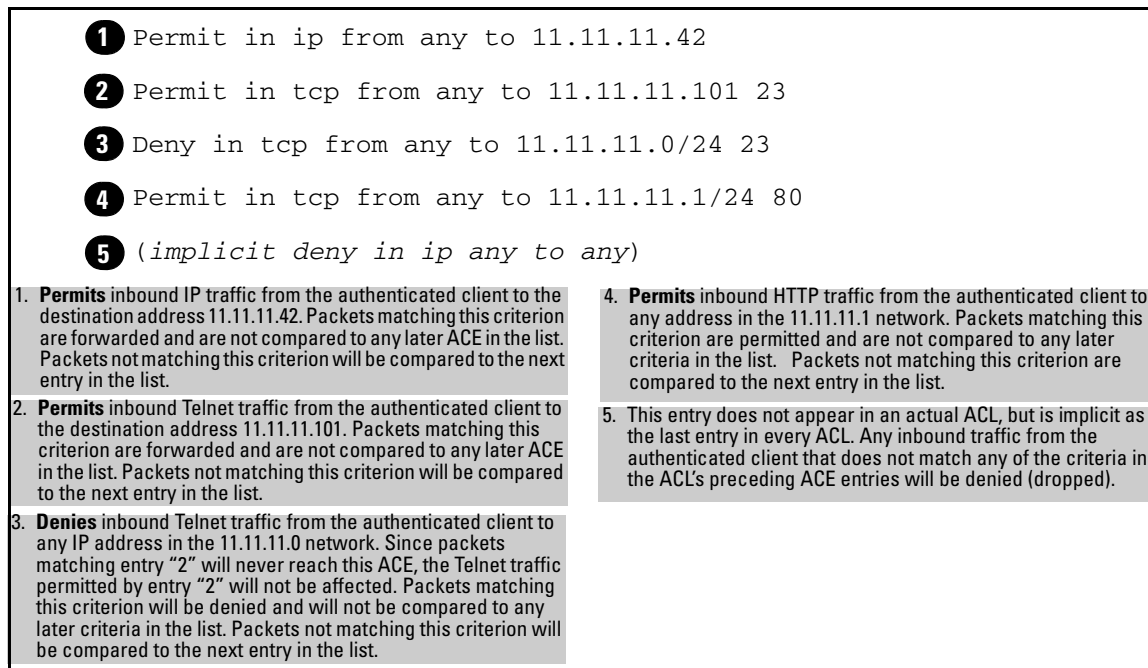 1 Permit in ip from any to 11.11.11.42
2 Permit in tcp from any to 11.11.11.101 23
3 Deny in tcp from any to 11.11.11.0/24 23
4 Permit in tcp from any to 11.11.11.1/24 80
5 (implicit deny in ip any to any)
1. Permits inbound IP traffic from the authenticated client to the
destination address 11.11.11.42. Packets matching this criterion
are forwarded and are not compared to any later ACE in the list.
Packets not matching this criterion will be compared to the next
entry in the list.
2. Permits inbound Telnet traffic from the authenticated client to
the destination address 11.11.11.101. Packets matching this
criterion are forwarded and are not compared to any later ACE
in the list. Packets not matching this criterion will be compared
to the next entry in the list.
3. Denies inbound Telnet traffic from the authenticated client to
any IP address in the 11.11.11.0 network. Since packets
matching entry “2” will never reach this ACE, the Telnet traffic
permitted by entry “2” will not be affected. Packets matching
this criterion will be denied and will not be compared to any
later criteria in the list. Packets not matching this criterion will
be compared to the next entry in the list.
4. Permits inbound HTTP traffic from the authenticated client to
any address in the 11.11.11.1 network. Packets matching this
criterion are permitted and are not compared to any later
criteria in the list. Packets not matching this criterion are
compared to the next entry in the list.
5. This entry does not appear in an actual ACL, but is implicit as
the last entry in every ACL. Any inbound traffic from the
authenticated client that does not match any of the criteria in
the ACL’s preceding ACE entries will be denied (dropped).